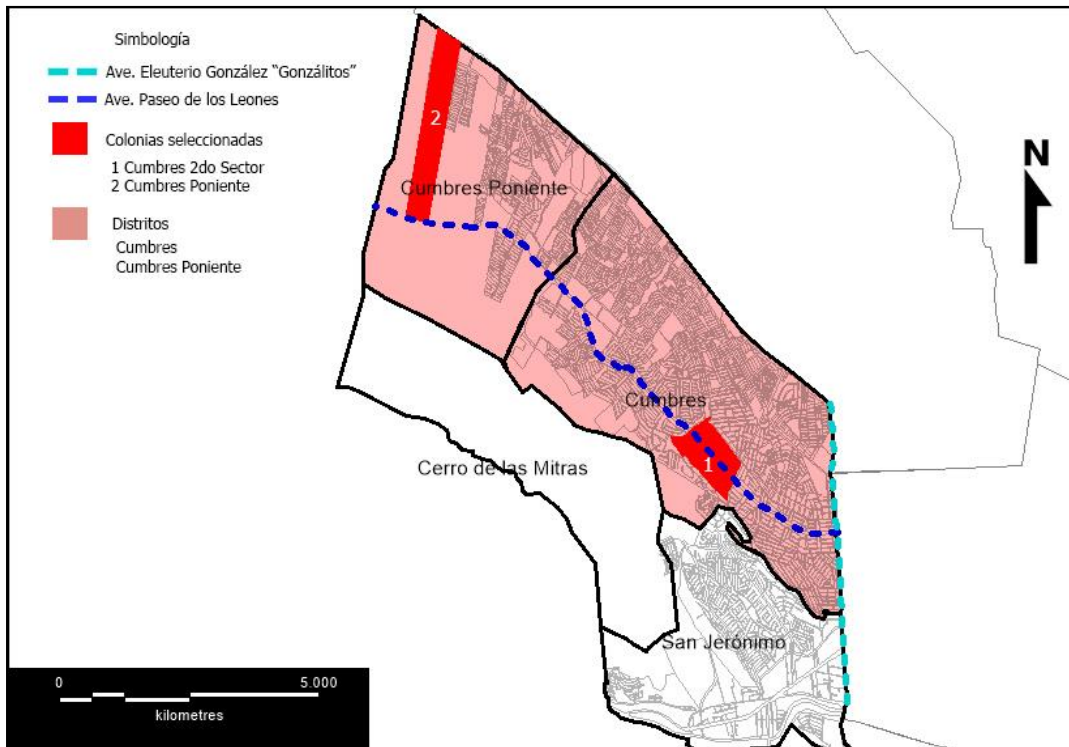 Simbología
Ave. Eleuterio González "Gonzálitos"
Ave. Paseo de los Leones
Colonias seleccionadas
1 Cumbres 2do Sector
2 Cumbres Poniente
Distritos
Cumbres
Cumbres Poniente
2
Cumbres Poniente
N
Cumbres
1
Cerro de las Mitras
San Jerónimo
0 5.000
kilometres